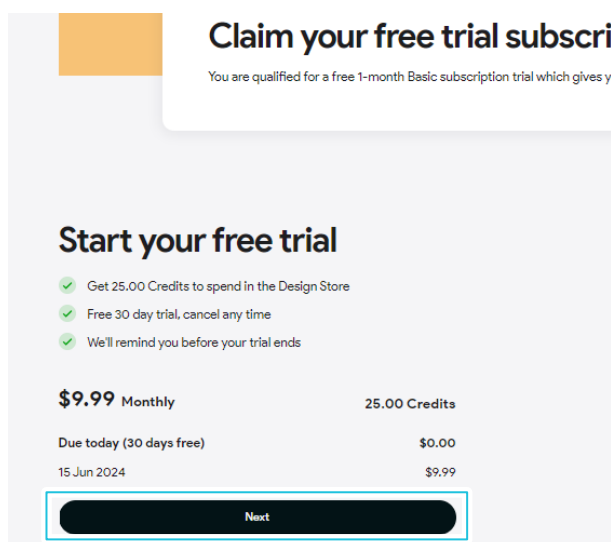 Claim your free trial subscri
You are qualified for a free 1-month Basic subscription trial which gives y
Start your free trial
Get 25.00 Credits to spend in the Design Store
Free 30 day trial, cancel any time
We'll remind you before your trial ends
$9.99 Monthly 25.00 Credits
Due today (30 days free) $0.00
15 Jun 2024 $9.99
Next